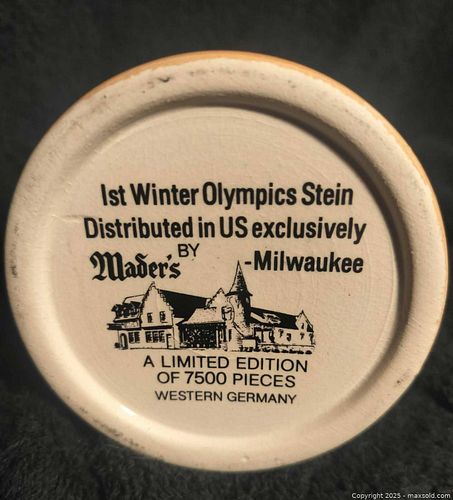 1st Winter Olympics Stein
Distributed in US exclusively
BY
Mader's -Milwaukee
A LIMITED EDITION
OF 7500 PIECES
WESTERN GERMANY
Copyright 2025 - maxsold.com